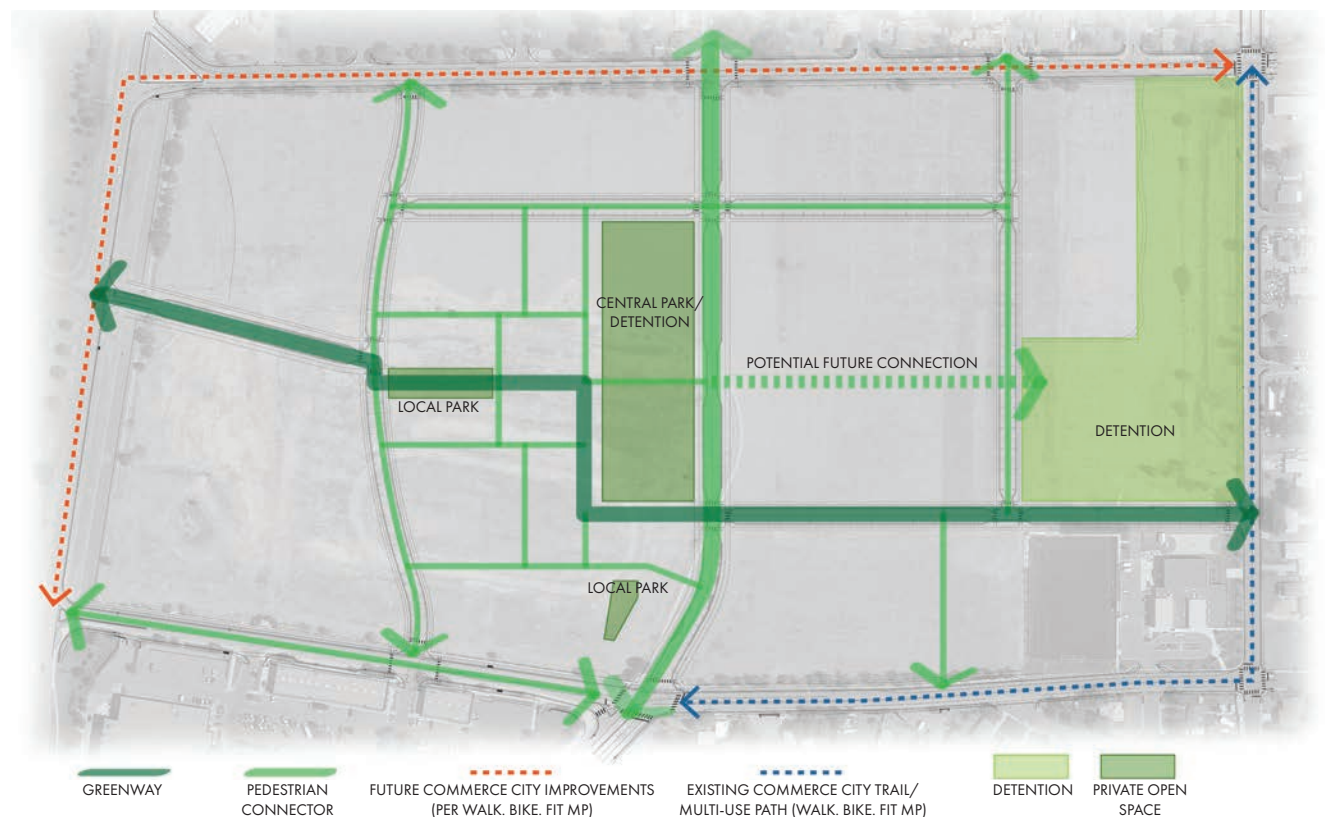 CENTRAL PARK/
DETENTION
POTENTIAL FUTURE CONNECTION
LOCAL PARK
DETENTION
LOCAL PARK
GREENWAY
PEDESTRIAN
CONNECTOR
FUTURE COMMERCE CITY IMPROVEMENTS
(PER WALK. BIKE. FIT MP)
EXISTING COMMERCE CITY TRAIL/
MULTI-USE PATH (WALK. BIKE. FIT MP)
DETENTION
PRIVATE OPEN
SPACE